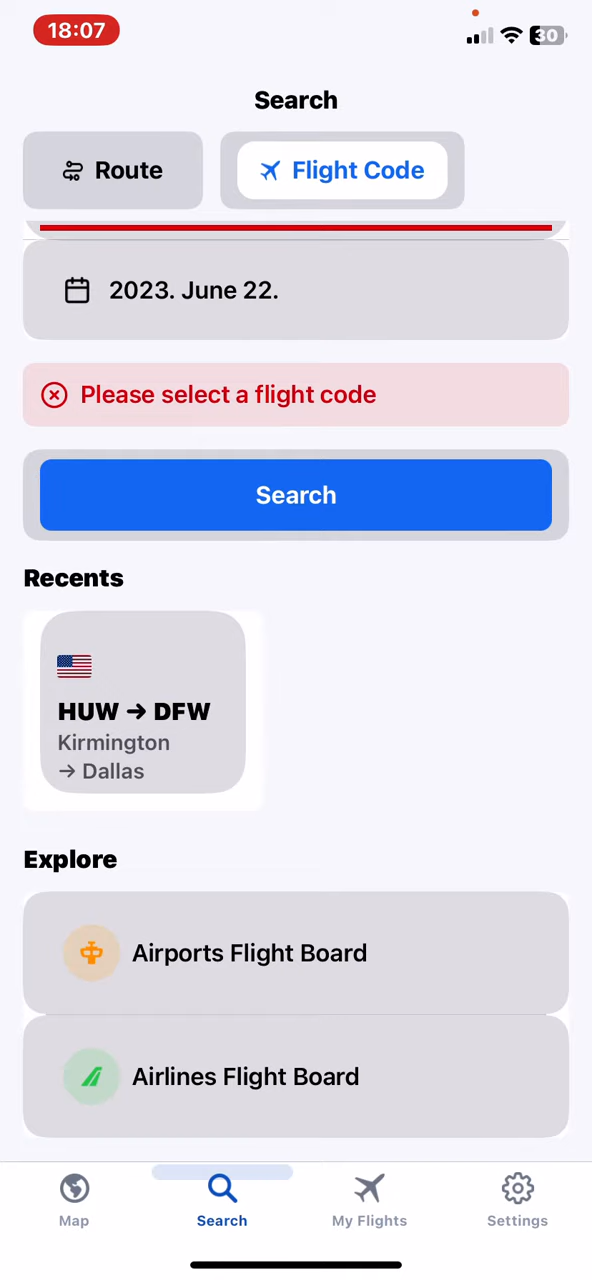 18:07
30
Search
Route
Flight Code
2023. June 22.
Please select a flight code
Search
Recents
HUW → DFW
Kirmington
→ Dallas
Explore
Airports Flight Board
Airlines Flight Board
Map
Search
My Flights
Settings